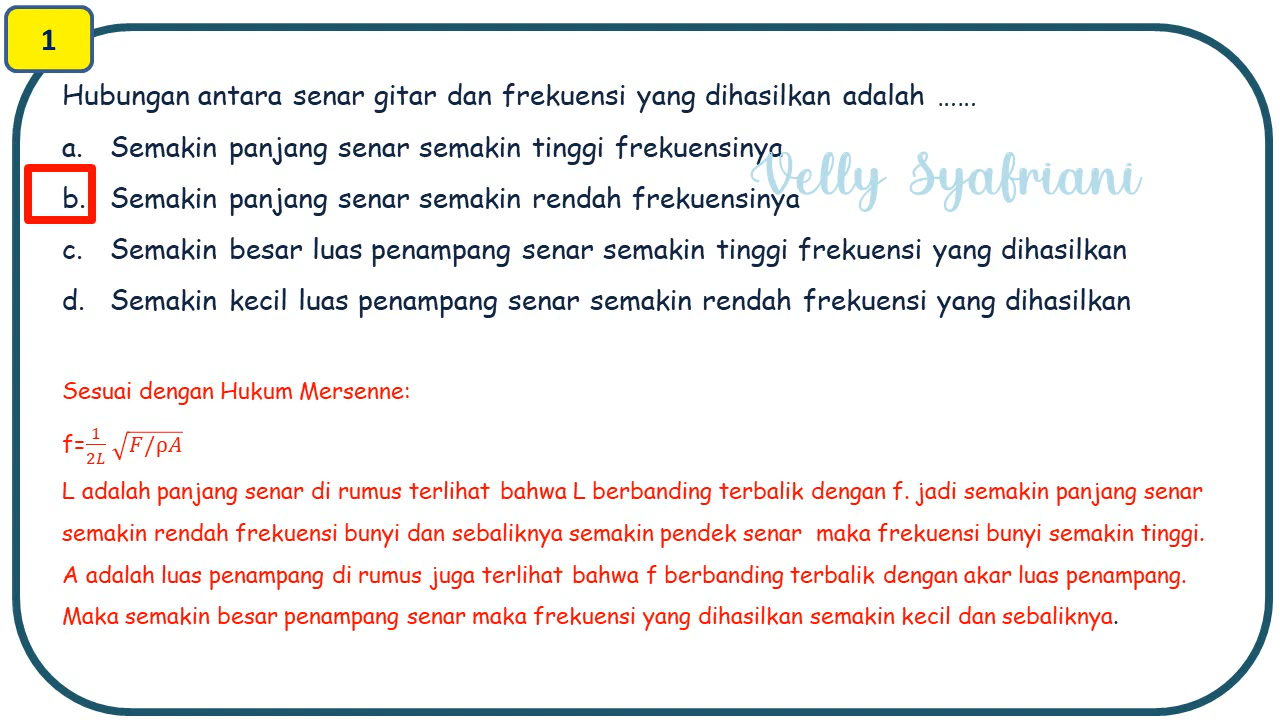 1
Hubungan antara senar gitar dan frekuensi yang dihasilkan adalah ......
a. Semakin panjang senar semakin tinggi frekuensinya
Velly Syafriani
b. Semakin panjang senar semakin rendah frekuensinya
c. Semakin besar luas penampang senar semakin tinggi frekuensi yang dihasilkan
d. Semakin kecil luas penampang senar semakin rendah frekuensi yang dihasilkan
Sesuai dengan Hukum Mersenne:
f=1/2L √F/ρA
L adalah panjang senar di rumus terlihat bahwa L berbanding terbalik dengan f. jadi semakin panjang senar
semakin rendah frekuensi bunyi dan sebaliknya semakin pendek senar maka frekuensi bunyi semakin tinggi.
A adalah luas penampang di rumus juga terlihat bahwa f berbanding terbalik dengan akar luas penampang.
Maka semakin besar penampang senar maka frekuensi yang dihasilkan semakin kecil dan sebaliknya.